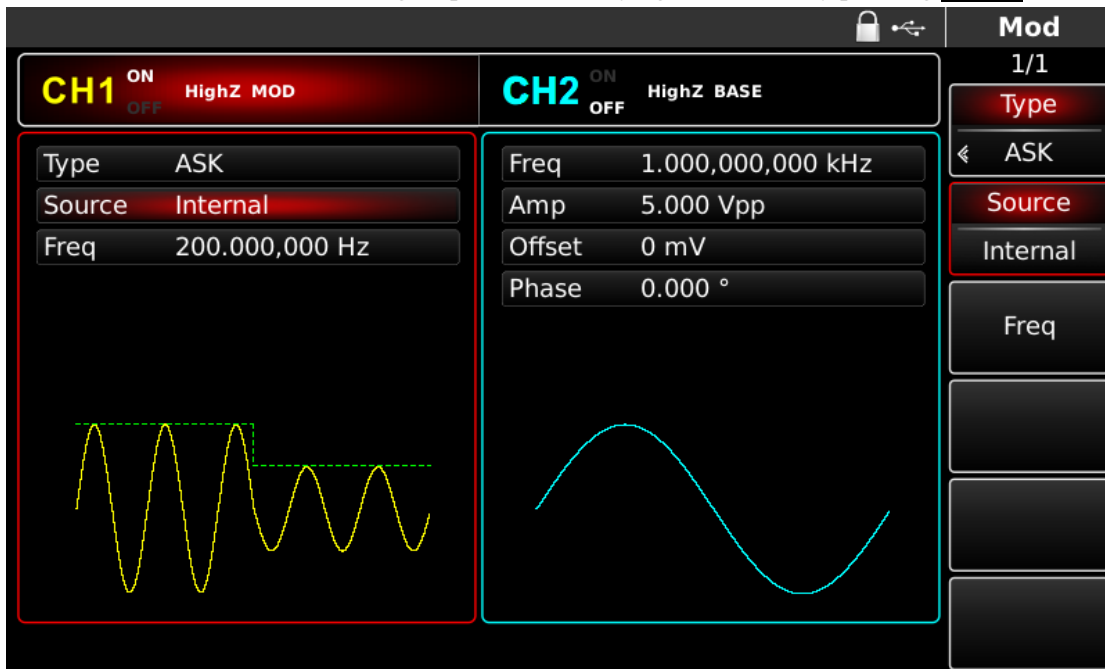 Mod
1/1
CH1 ON OFF HighZ MOD
CH2 ON OFF HighZ BASE
Type ASK
Source Internal
Freq 200.000,000 Hz
Freq 1.000,000,000 kHz
Amp 5.000 Vpp
Offset 0 mV
Phase 0.000 °
Type
ASK
Source
Internal
Freq